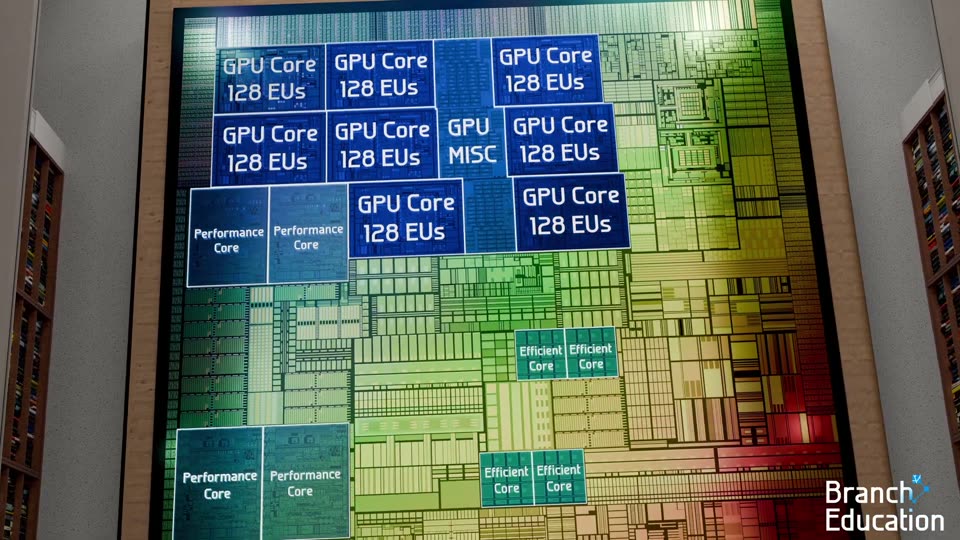 GPU Core
128 EUs
GPU Core
128 EUs
GPU Core
128 EUs
GPU Core
128 EUs
GPU Core
128 EUs
GPU
MISC
GPU Core
128 EUs
Performance
Core
Performance
Core
GPU Core
128 EUs
GPU Core
128 EUs
Efficient
Core
Efficient
Core
Performance
Core
Performance
Core
Efficient
Core
Efficient
Core
Branch
Education